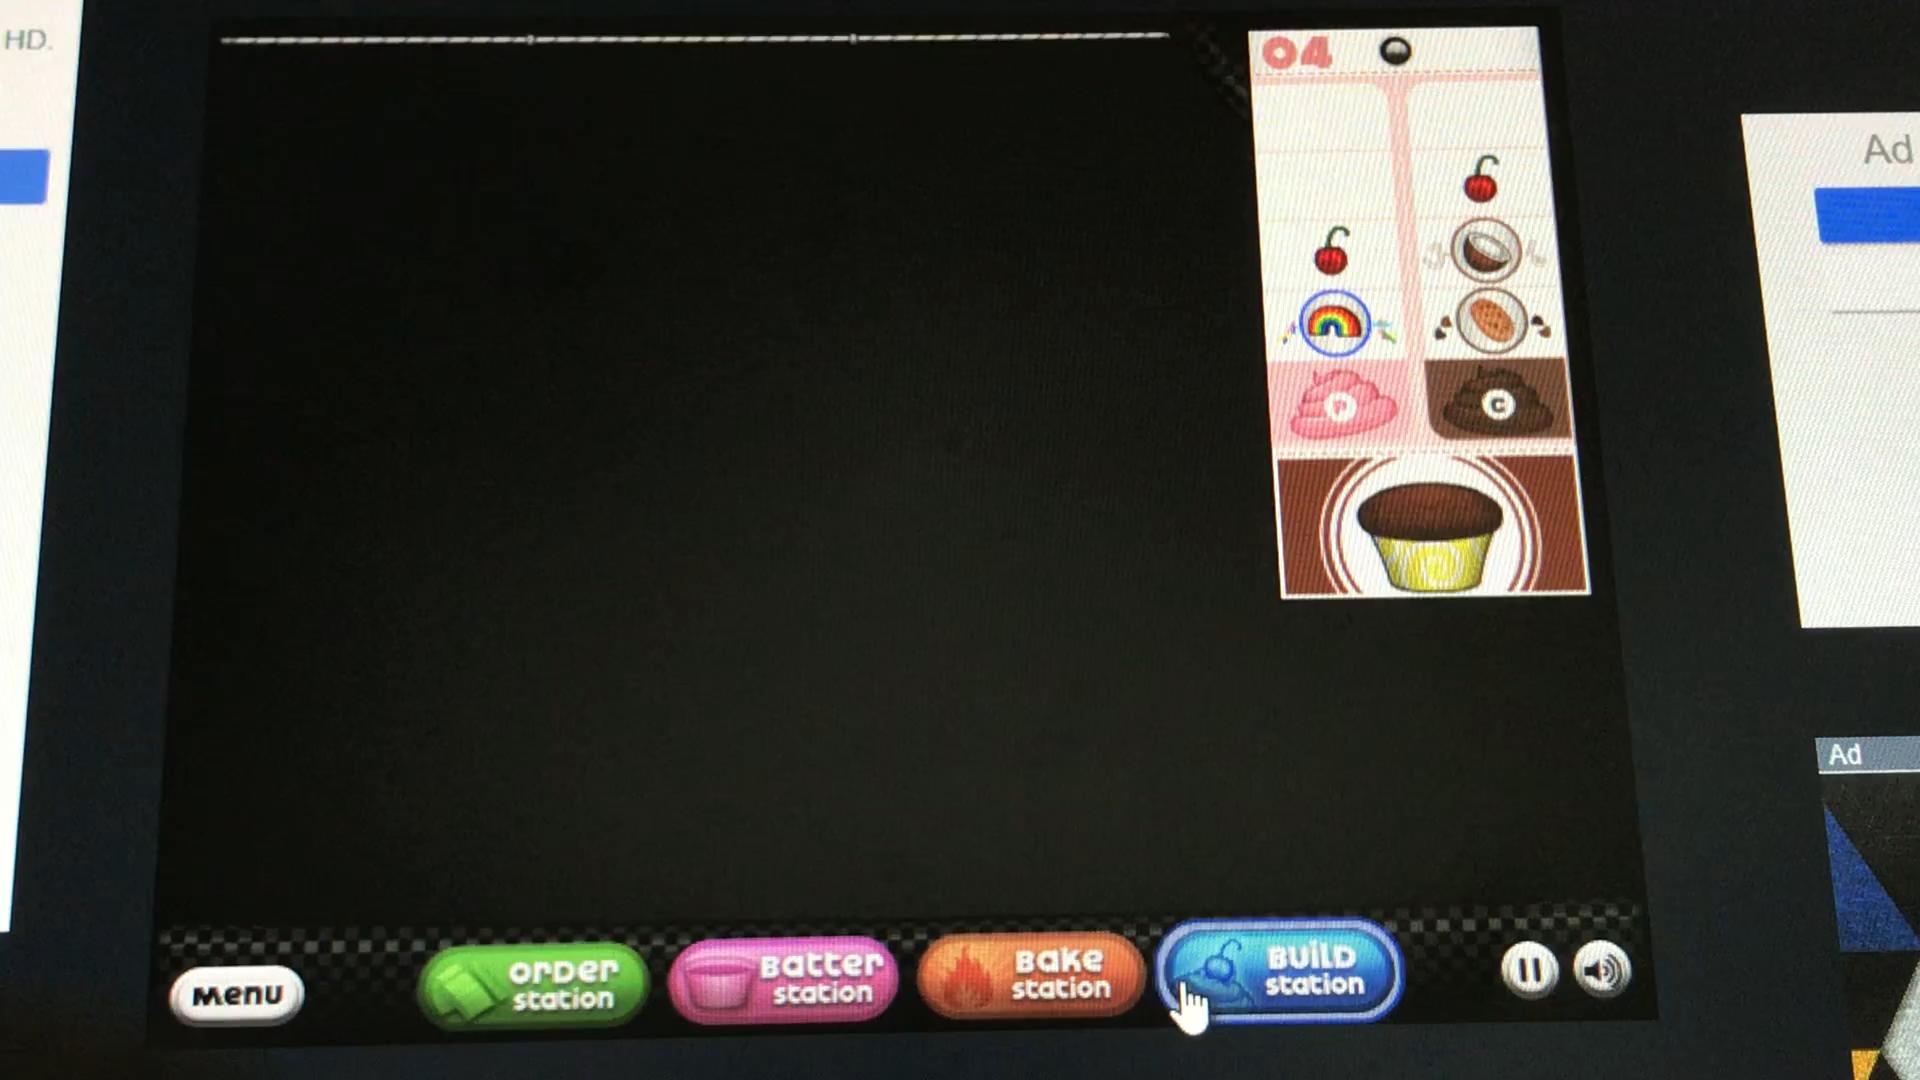 HD.
04
Ad
P
C
Ad
MENU
ORDER
station
BATTER
station
BAKE
station
BUILD
station